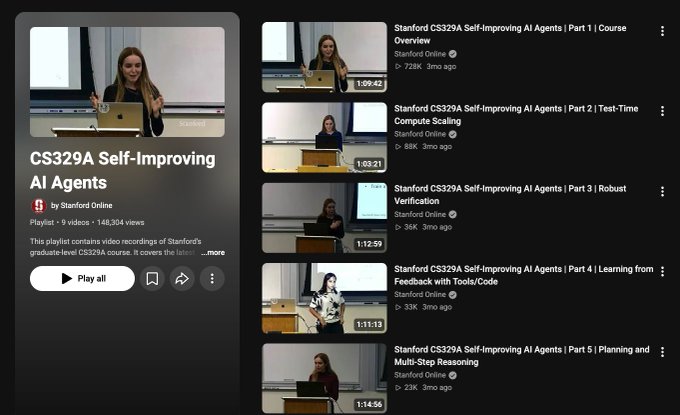 Stanford
CS329A Self-Improving
AI Agents
by Stanford Online
Playlist • 9 videos • 148,304 views
This playlist contains video recordings of Stanford's
graduate-level CS329A course. It covers the latest ...more
Play all
1:09:42
Stanford CS329A Self-Improving AI Agents | Part 1 | Course
Overview
Stanford Online
728K 3mo ago
1:03:21
Stanford CS329A Self-Improving AI Agents | Part 2 | Test-Time
Compute Scaling
Stanford Online
88K 3mo ago
1:12:59
Stanford CS329A Self-Improving AI Agents | Part 3 | Robust
Verification
Stanford Online
36K 3mo ago
1:11:13
Stanford CS329A Self-Improving AI Agents | Part 4 | Learning from
Feedback with Tools/Code
Stanford Online
33K 3mo ago
1:14:56
Stanford CS329A Self-Improving AI Agents | Part 5 | Planning and
Multi-Step Reasoning
Stanford Online
23K 3mo ago